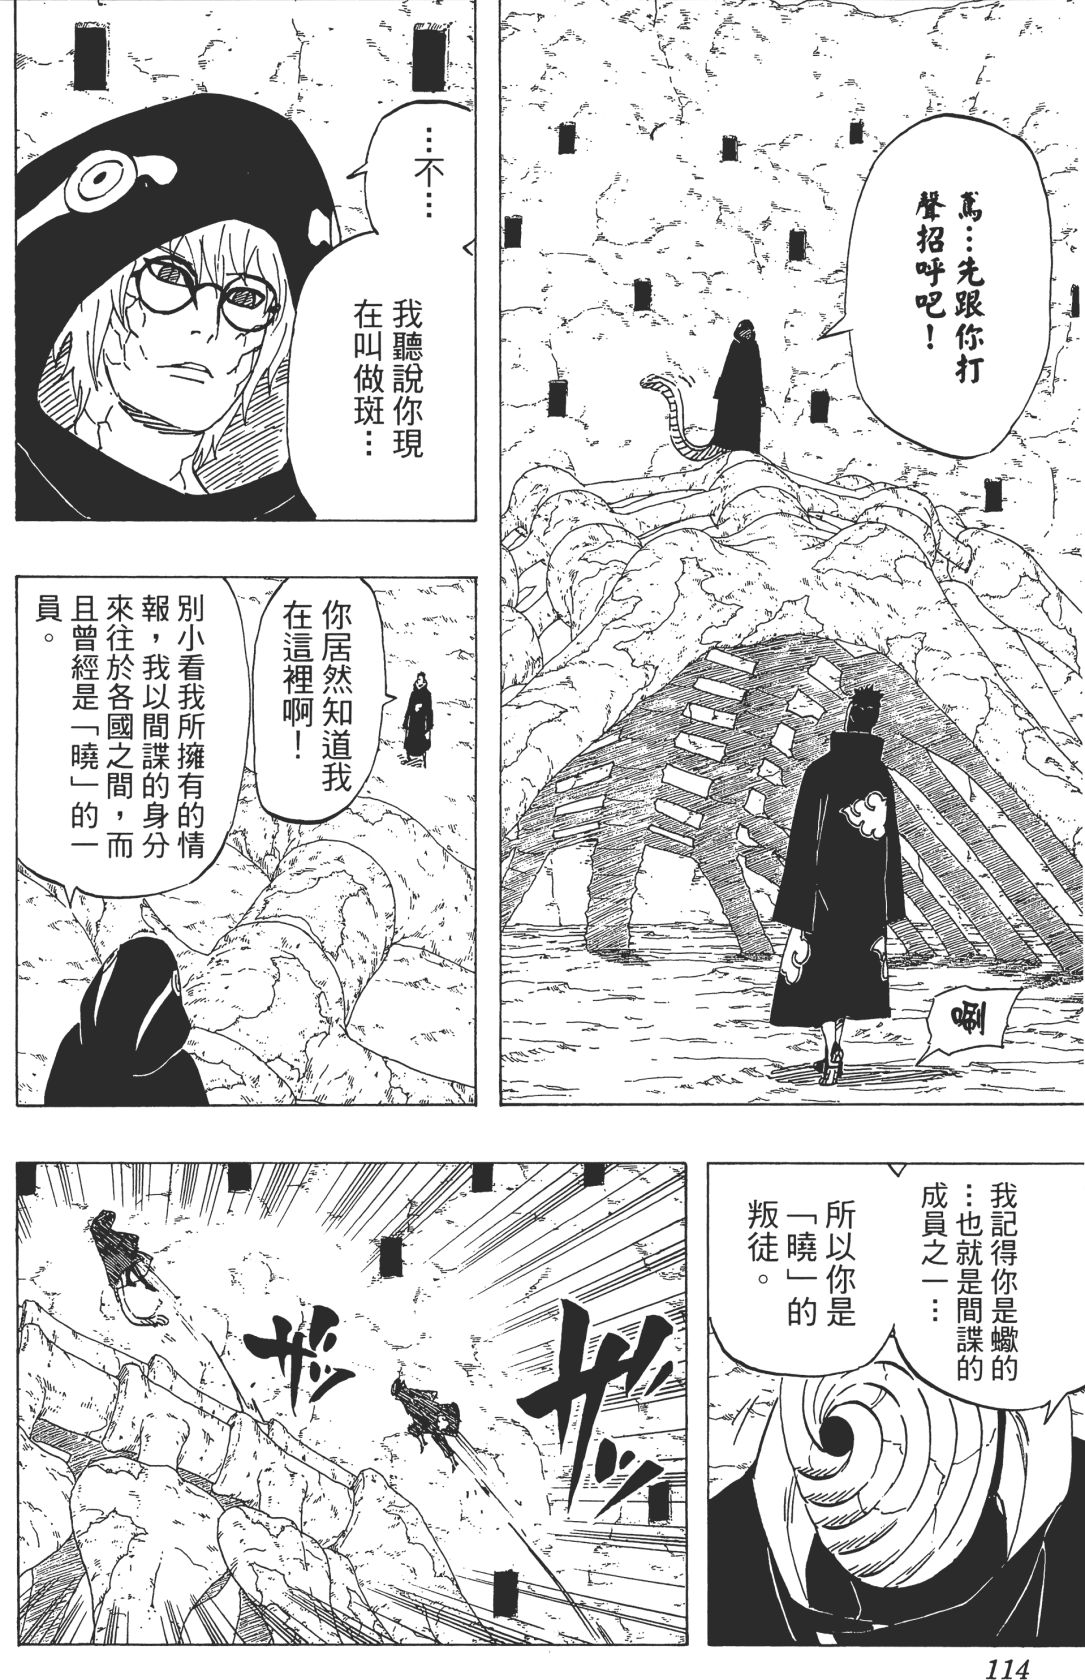 鳶…先跟你打
聲招呼吧！
唰
…不…
我聽說你現
在叫做斑…
你居然知道我
在這裡啊！
別小看我所擁有的情
報，我以間諜的身分
來往於各國之間，而
且曾經是「曉」的一
員。
我記得你是蠍的
…也就是間諜的
成員之一…
所以你是
「曉」的
叛徒。
ザッ
ザッ
114